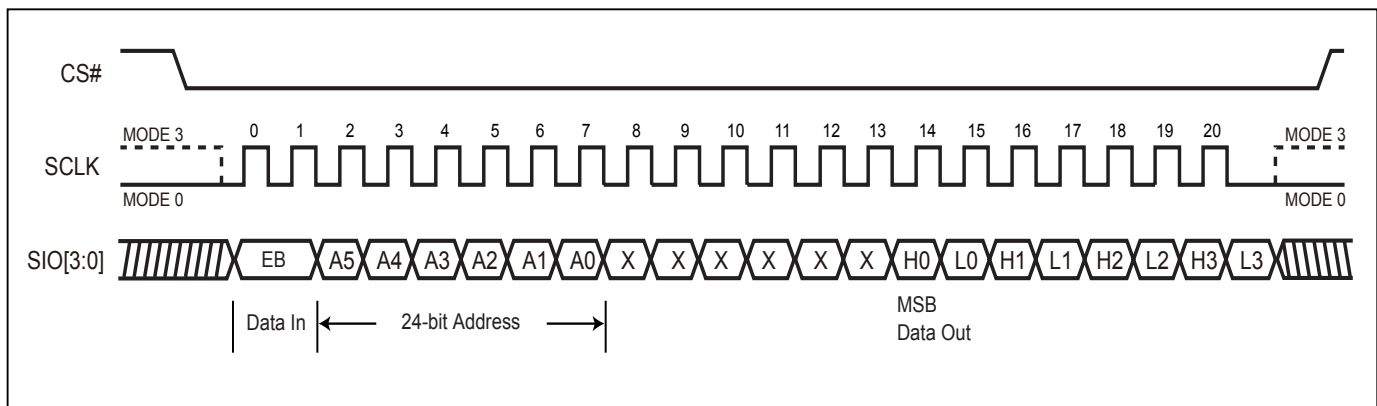 CS#
MODE 3 0 1 2 3 4 5 6 7 8 9 10 11 12 13 14 15 16 17 18 19 20 MODE 3
SCLK
MODE 0 MODE 0
SIO[3:0] EB A5 A4 A3 A2 A1 A0 X X X X X X H0 L0 H1 L1 H2 L2 H3 L3
Data In 24-bit Address MSB
Data Out